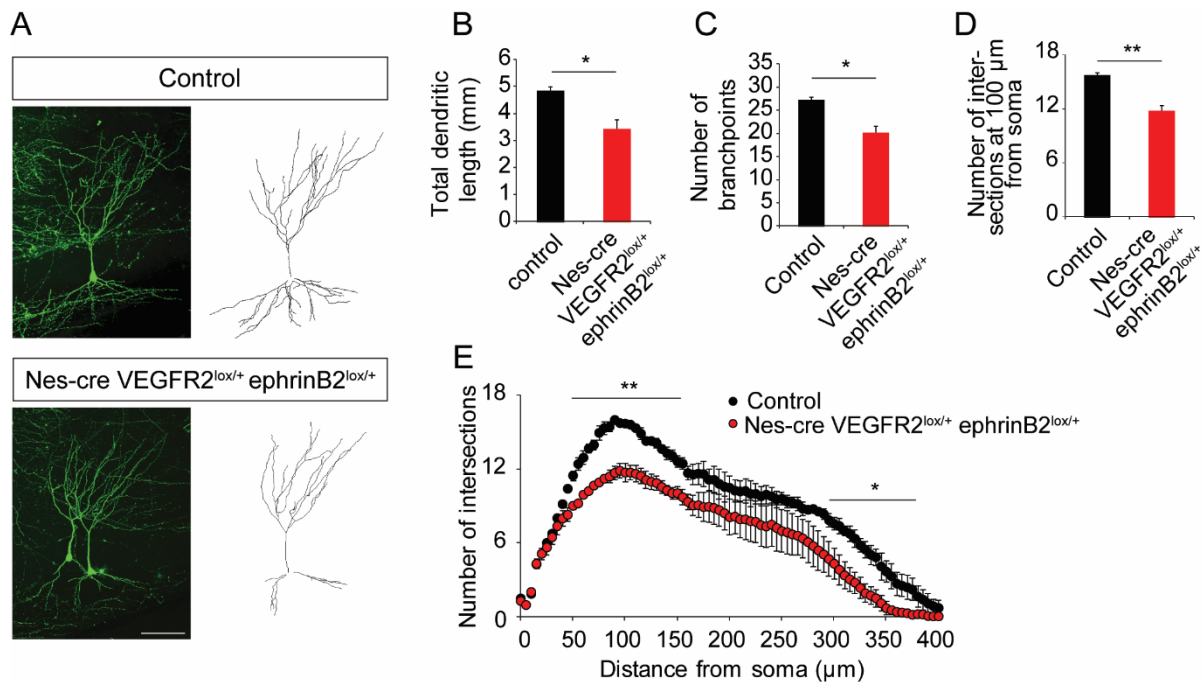 A
Control
Nes-cre VEGFR2lox/+ ephrinB2lox/+
B
*
Total dendritic
length (mm)
6
5
4
3
2
1
0
control
Nes-cre
VEGFR2lox/+
ephrinB2lox/+
C
*
Number of
branchpoints
35
30
25
20
15
10
5
0
Control
Nes-cre
VEGFR2lox/+
ephrinB2lox/+
D
**
Number of inter-
sections at 100 µm
from soma
18
12
6
0
Control
Nes-cre
VEGFR2lox/+
ephrinB2lox/+
E
**
*
Control
Nes-cre VEGFR2lox/+ ephrinB2lox/+
Number of intersections
18
12
6
0
0 50 100 150 200 250 300 350 400
Distance from soma (µm)